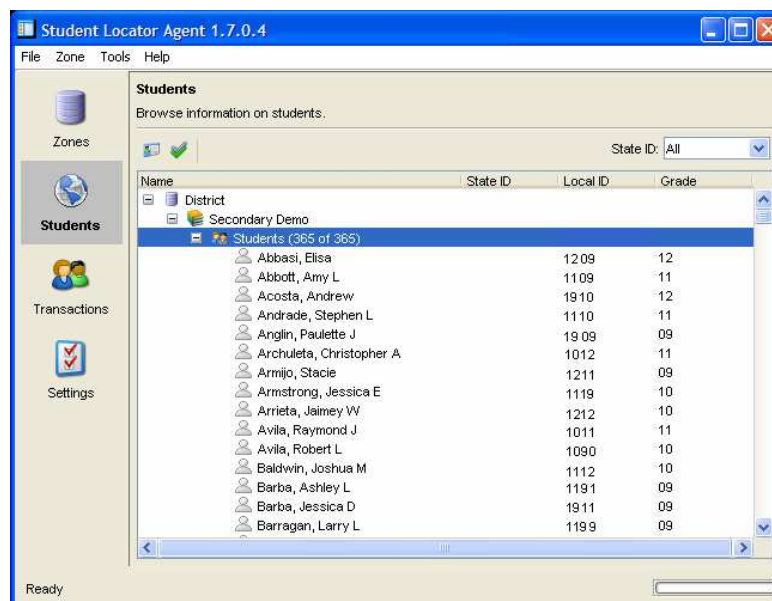 Student Locator Agent 1.7.0.4
File Zone Tools Help
Zones
Students
Transactions
Settings
Students
Browse information on students.
State ID: All
Name State ID Local ID Grade
District
Secondary Demo
Students (365 of 365)
Abbasi, Elisa 1209 12
Abbott, Amy L 1109 11
Acosta, Andrew 1910 12
Andrade, Stephen L 1110 11
Anglin, Paulette J 1909 09
Archuleta, Christopher A 1012 11
Armijo, Stacie 1211 09
Armstrong, Jessica E 1119 10
Arrieta, Jaimey W 1212 10
Avila, Raymond J 1011 11
Avila, Robert L 1090 10
Baldwin, Joshua M 1112 10
Barba, Ashley L 1191 09
Barba, Jessica D 1911 09
Barragan, Larry L 1199 09
Ready